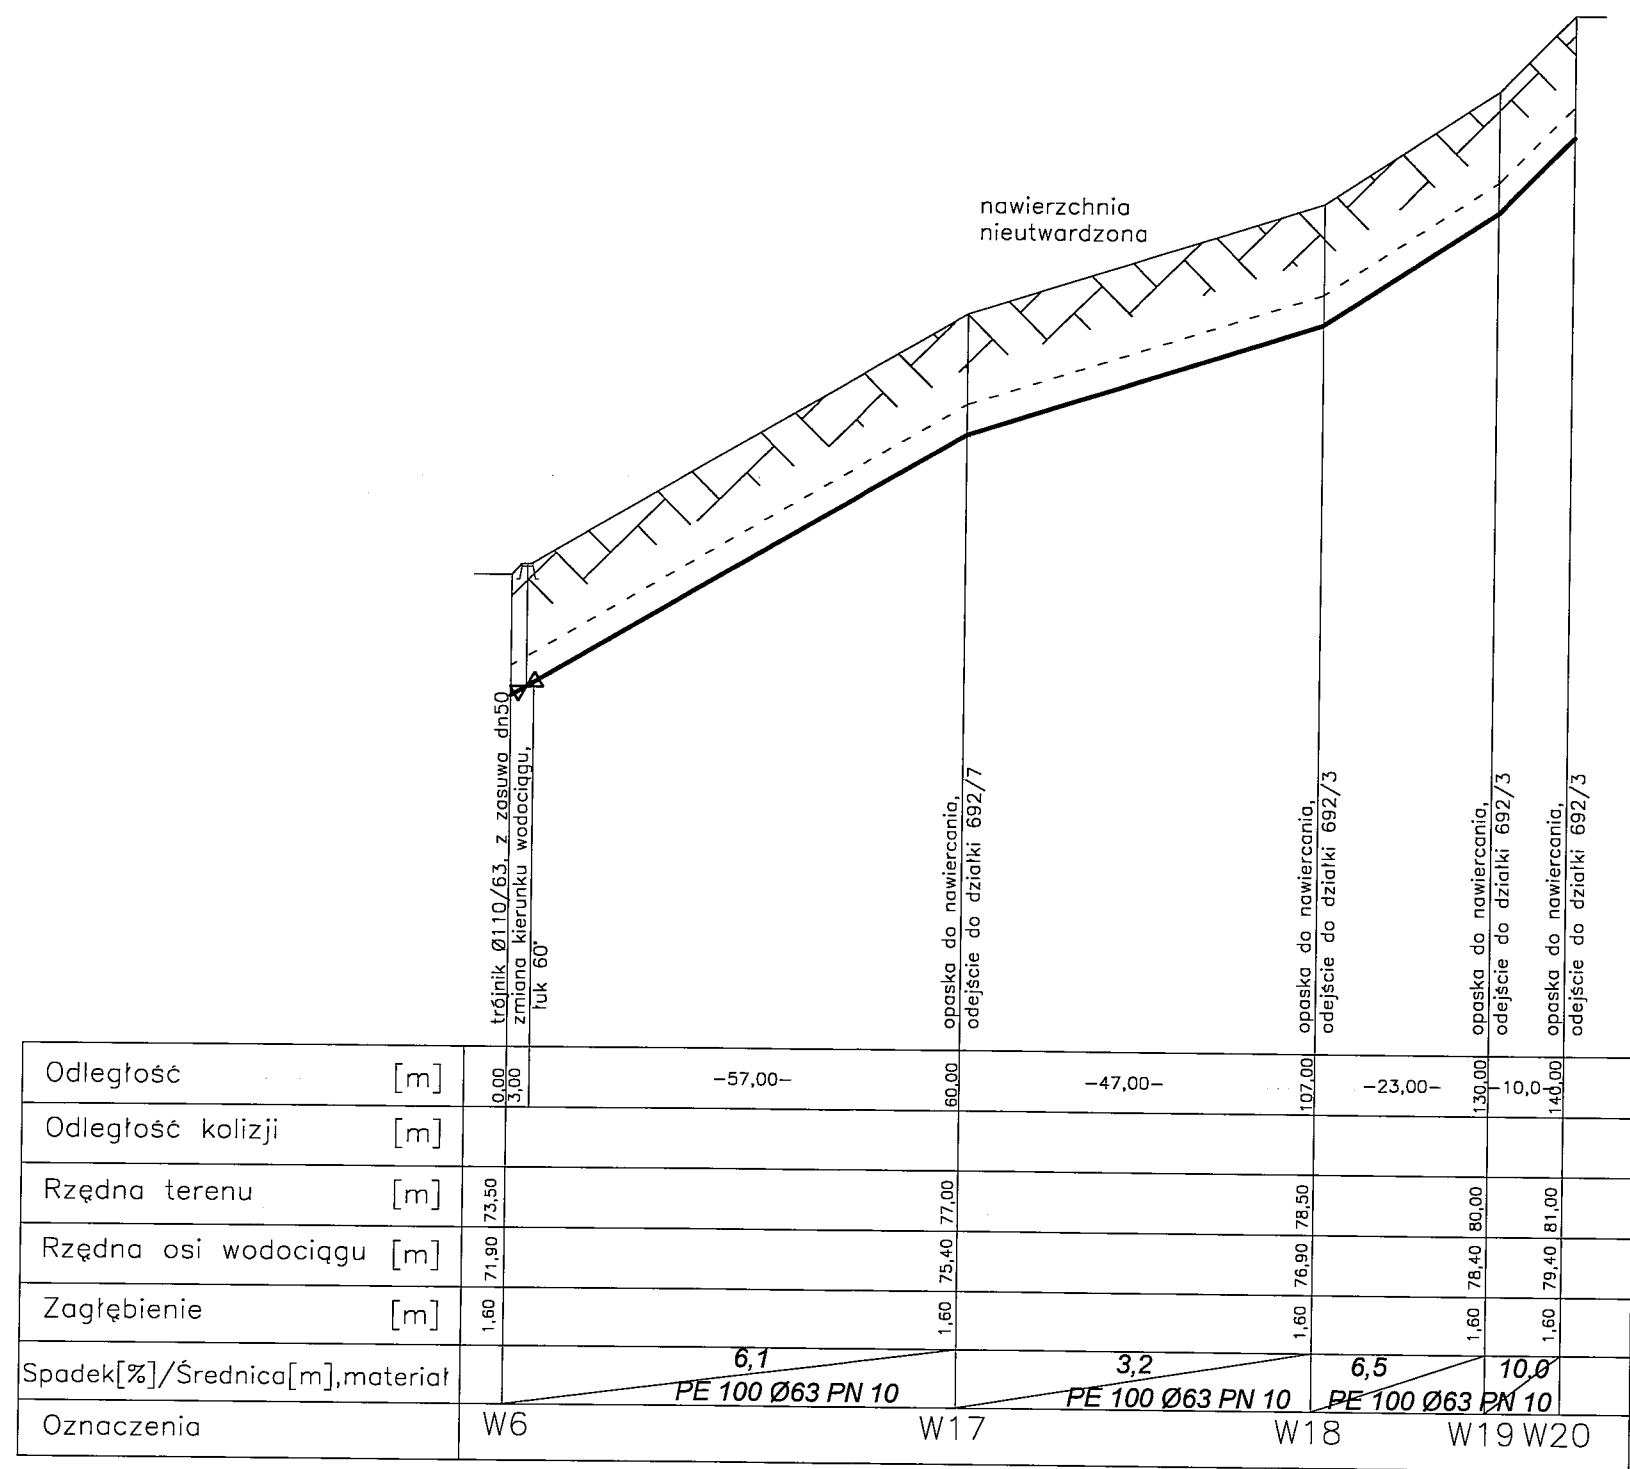 nawierzchnia
nieutwardzona
trójnik Ø110/63, z zasuwa dn50
zmiana kierunku wodociągu,
łuk 60°
opaska do nawiercania,
odejście do działki 692/7
opaska do nawiercania,
odejście do działki 692/3
opaska do nawiercania,
odejście do działki 692/3
opaska do nawiercania,
odejście do działki 692/3
Odległość [m] 0,00 3,00 -57,00- 60,00 -47,00- 107,00 -23,00- 130,00 -10,0- 140,00
Odległość kolizji [m]
Rzędna terenu [m] 73,50 77,00 78,50 80,00 81,00
Rzędna osi wodociągu [m] 71,90 75,40 76,90 78,40 79,40
Zagłębienie [m] 1,60 1,60 1,60 1,60 1,60
Spadek[%]/Średnica[m],materiał
6,1 3,2 6,5 10,0
PE 100 Ø63 PN 10 PE 100 Ø63 PN 10 PE 100 Ø63 PN 10
Oznaczenia W6 W17 W18 W19 W20